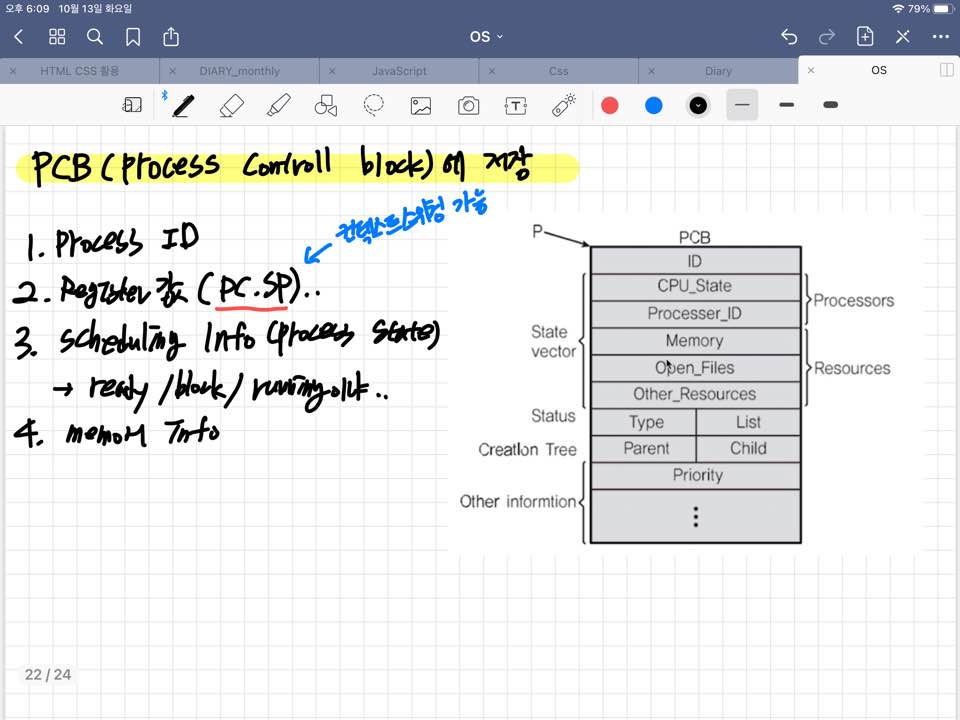 오후 6:09 10월 13일 화요일
79%
OS
HTML CSS 활용
DIARY_monthly
JavaScript
Css
Diary
OS
PCB (process controll block)에 저장
컨텍스트스위칭 가능
1. process ID
2. Register 값 (PC.SP)..
3. scheduling Info (process state)
→ ready /block/ running이냐..
4. memory Info
P
PCB
ID
CPU_State
Processer_ID
Processors
State
vector
Memory
Open_Files
Resources
Other_Resources
Status
Type
List
Creation Tree
Parent
Child
Priority
Other informtion
22 / 24